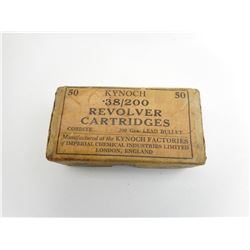 50 KYNOCH 50
·38/200
REVOLVER
CARTRIDGES
CORDITE 200 Grn: LEAD BULLET
Manufactured at the KYNOCH FACTORIES
of IMPERIAL CHEMICAL INDUSTRIES LIMITED
LONDON, ENGLAND